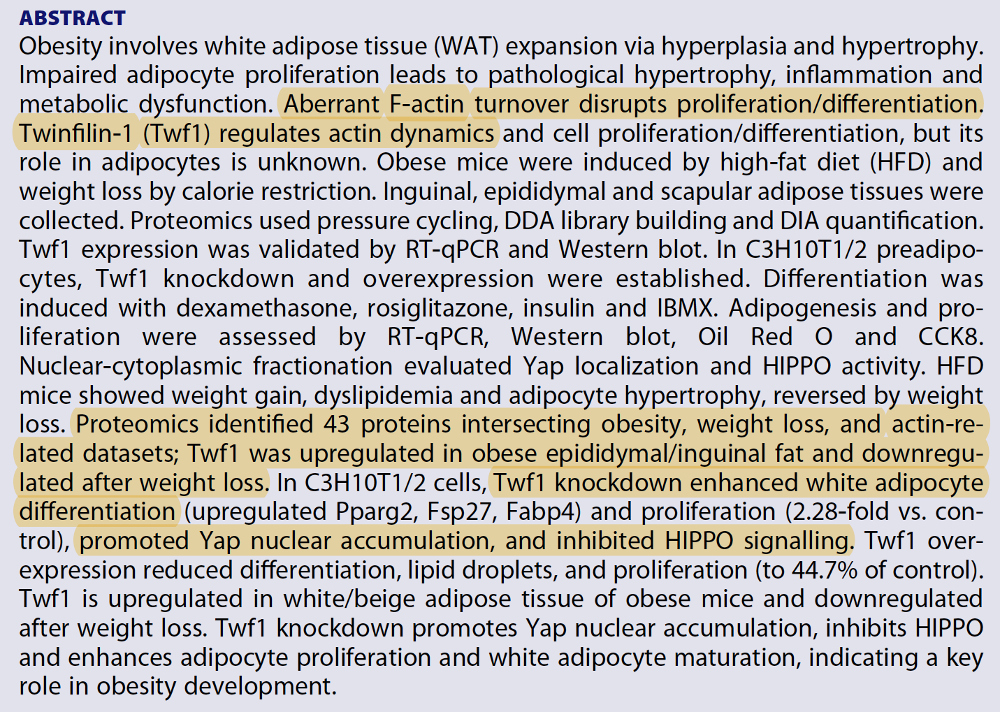 ABSTRACT
Obesity involves white adipose tissue (WAT) expansion via hyperplasia and hypertrophy.
Impaired adipocyte proliferation leads to pathological hypertrophy, inflammation and
metabolic dysfunction. Aberrant F-actin turnover disrupts proliferation/differentiation.
Twinfilin-1 (Twf1) regulates actin dynamics and cell proliferation/differentiation, but its
role in adipocytes is unknown. Obese mice were induced by high-fat diet (HFD) and
weight loss by calorie restriction. Inguinal, epididymal and scapular adipose tissues were
collected. Proteomics used pressure cycling, DDA library building and DIA quantification.
Twf1 expression was validated by RT-qPCR and Western blot. In C3H10T1/2 preadipo-
cytes, Twf1 knockdown and overexpression were established. Differentiation was
induced with dexamethasone, rosiglitazone, insulin and IBMX. Adipogenesis and pro-
liferation were assessed by RT-qPCR, Western blot, Oil Red O and CCK8.
Nuclear-cytoplasmic fractionation evaluated Yap localization and HIPPO activity. HFD
mice showed weight gain, dyslipidemia and adipocyte hypertrophy, reversed by weight
loss. Proteomics identified 43 proteins intersecting obesity, weight loss, and actin-re-
lated datasets; Twf1 was upregulated in obese epididymal/inguinal fat and downregu-
lated after weight loss. In C3H10T1/2 cells, Twf1 knockdown enhanced white adipocyte
differentiation (upregulated Pparg2, Fsp27, Fabp4) and proliferation (2.28-fold vs. con-
trol), promoted Yap nuclear accumulation, and inhibited HIPPO signalling. Twf1 over-
expression reduced differentiation, lipid droplets, and proliferation (to 44.7% of control).
Twf1 is upregulated in white/beige adipose tissue of obese mice and downregulated
after weight loss. Twf1 knockdown promotes Yap nuclear accumulation, inhibits HIPPO
and enhances adipocyte proliferation and white adipocyte maturation, indicating a key
role in obesity development.